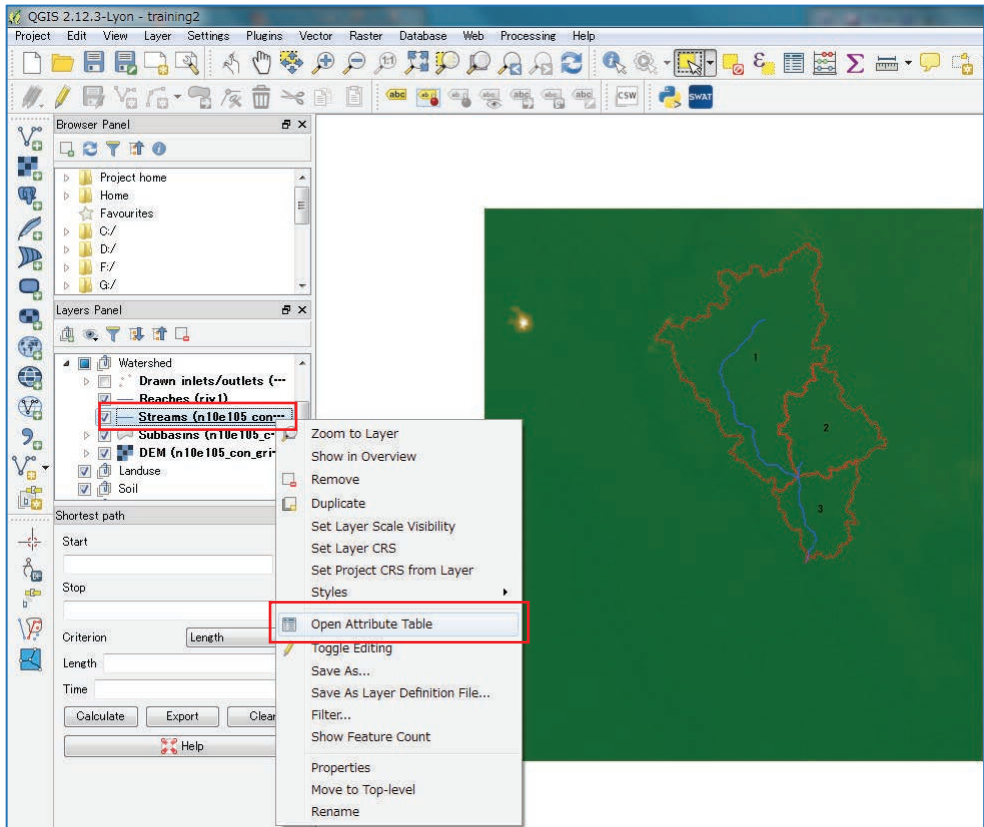 QGIS 2.12.3-Lyon - training2
Project Edit View Layer Settings Plugins Vector Raster Database Web Processing Help
CSW SWAT
Browser Panel
Project home
Home
Favourites
C:/
D:/
F:/
G:/
Layers Panel
Watershed
Drawn inlets/outlets (...
Reaches (riv1)
Streams (n10e105_con...
Subbasins (n10e105_c-
DEM (n10e105_con_gri-
Landuse
Soil
Shortest path
Start
Stop
Criterion Length
Length
Time
Calculate Export Clear
Help
Zoom to Layer
Show in Overview
Remove
Duplicate
Set Layer Scale Visibility
Set Layer CRS
Set Project CRS from Layer
Styles
Open Attribute Table
Toggle Editing
Save As...
Save As Layer Definition File...
Filter...
Show Feature Count
Properties
Move to Top-level
Rename
1
2
3